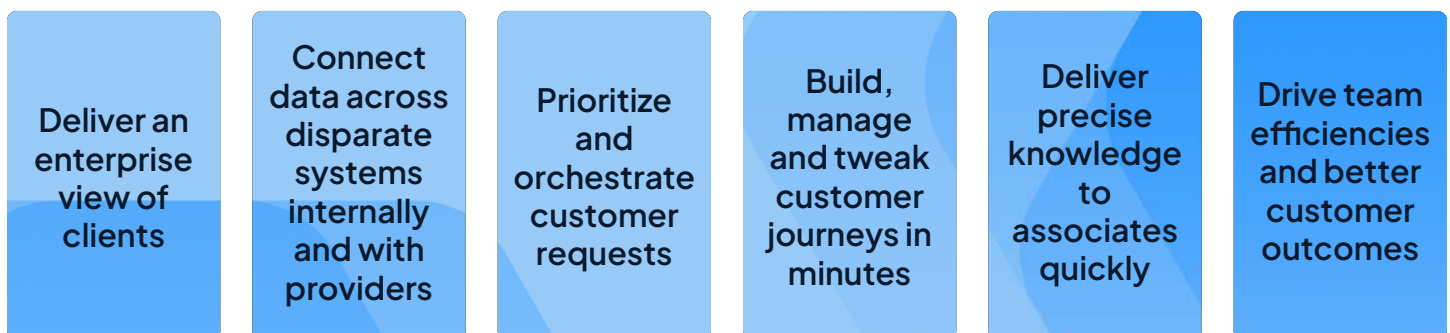 Deliver an
enterprise
view of
clients
Connect
data across
disparate
systems
internally
and with
providers
Prioritize
and
orchestrate
customer
requests
Build,
manage
and tweak
customer
journeys in
minutes
Deliver
precise
knowledge
to
associates
quickly
Drive team
efficiencies
and better
customer
outcomes